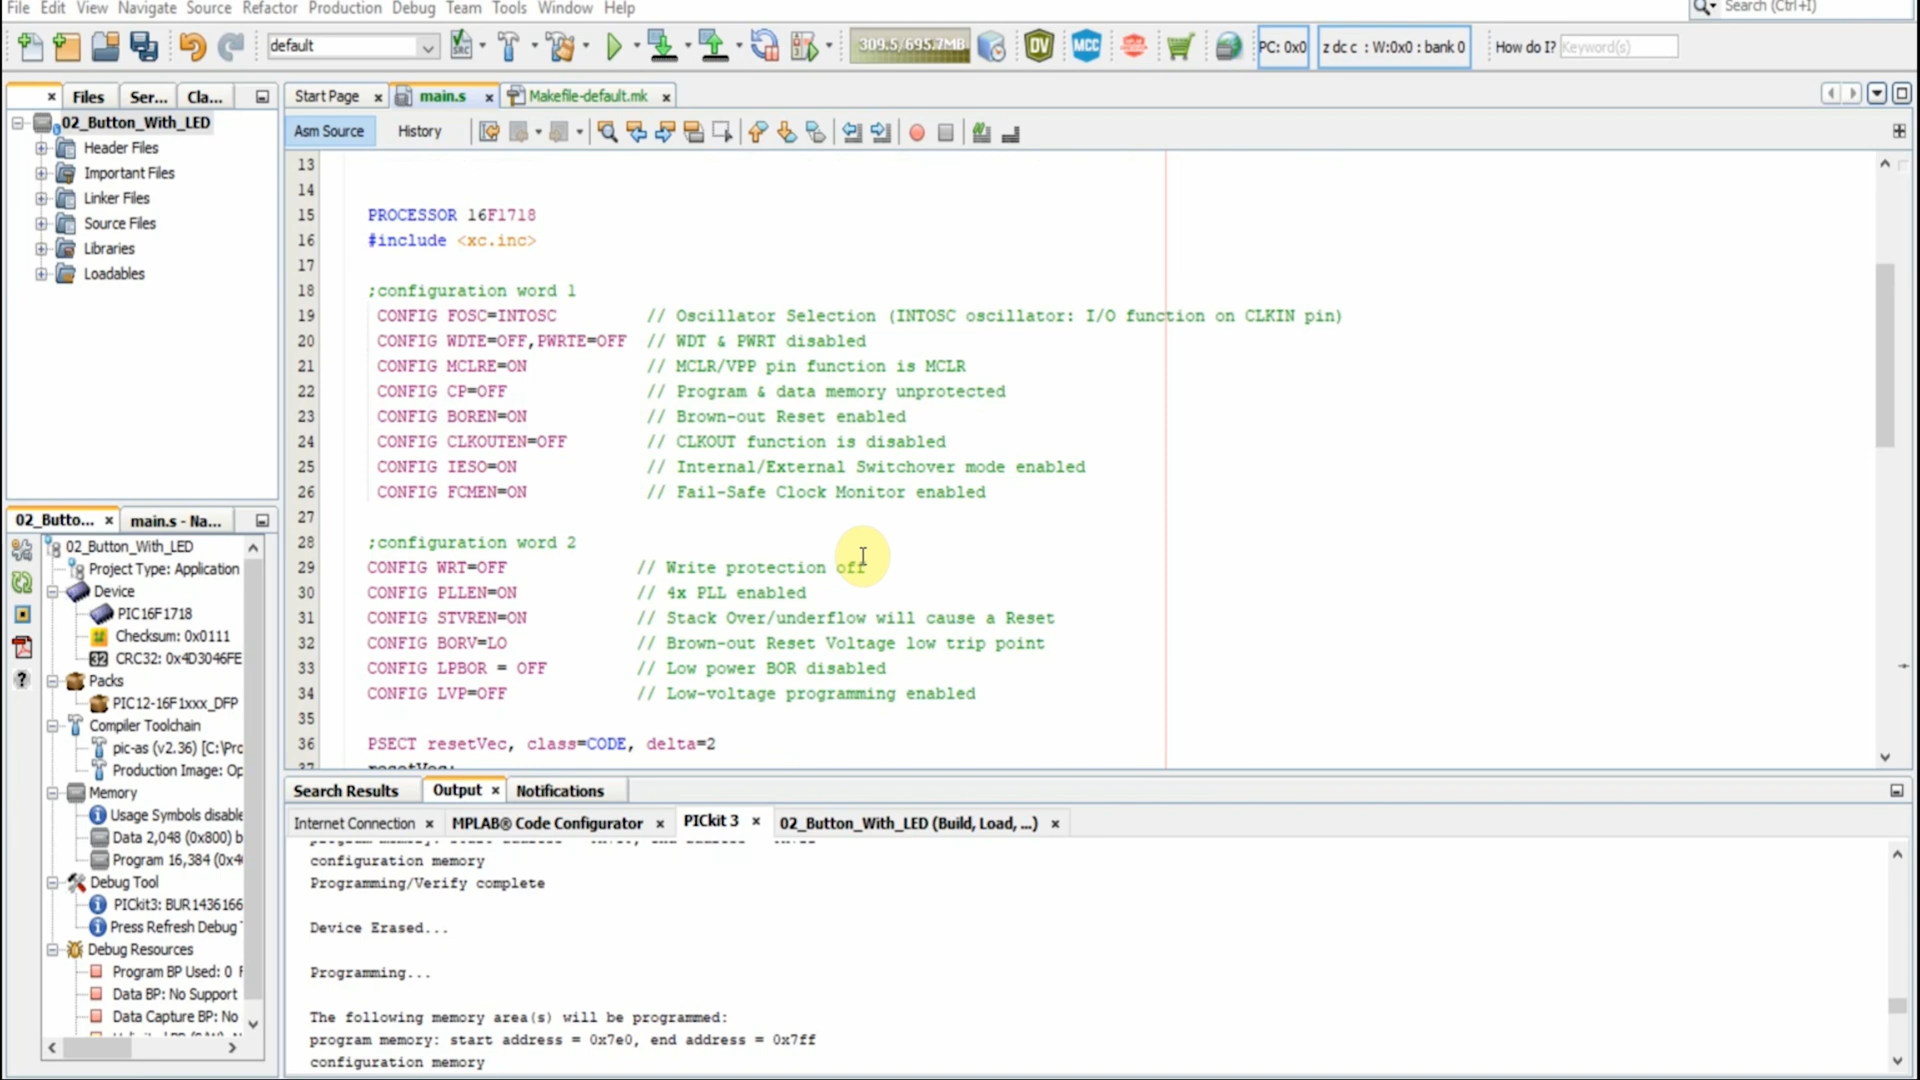 File Edit View Navigate Source Refactor Production Debug Team Tools Window Help
Search (Ctrl+I)
default
309.5/695.7MB
PC: 0x0
z dc c : W:0x0 : bank 0
How do I?
Keyword(s)
Files
Ser...
Cla...
02_Button_With_LED
Header Files
Important Files
Linker Files
Source Files
Libraries
Loadables
Start Page
main.s
Makefile-default.mk
Asm Source
History
13
14
15 PROCESSOR 16F1718
16 #include <xc.inc>
17
18 ;configuration word 1
19 CONFIG FOSC=INTOSC // Oscillator Selection (INTOSC oscillator: I/O function on CLKIN pin)
20 CONFIG WDTE=OFF,PWRTE=OFF // WDT & PWRT disabled
21 CONFIG MCLRE=ON // MCLR/VPP pin function is MCLR
22 CONFIG CP=OFF // Program & data memory unprotected
23 CONFIG BOREN=ON // Brown-out Reset enabled
24 CONFIG CLKOUTEN=OFF // CLKOUT function is disabled
25 CONFIG IESO=ON // Internal/External Switchover mode enabled
26 CONFIG FCMEN=ON // Fail-Safe Clock Monitor enabled
27
28 ;configuration word 2
29 CONFIG WRT=OFF // Write protection off
30 CONFIG PLLEN=ON // 4x PLL enabled
31 CONFIG STVREN=ON // Stack Over/underflow will cause a Reset
32 CONFIG BORV=LO // Brown-out Reset Voltage low trip point
33 CONFIG LPBOR = OFF // Low power BOR disabled
34 CONFIG LVP=OFF // Low-voltage programming enabled
35
36 PSECT resetVec, class=CODE, delta=2
02_Butto...
main.s - Na...
02_Button_With_LED
Project Type: Application
Device
PIC16F1718
Checksum: 0x0111
CRC32: 0x4D3046FE
Packs
PIC12-16F1xxx_DFP
Compiler Toolchain
pic-as (v2.36) [C:\Prc
Production Image: Op
Memory
Usage Symbols disable
Data 2,048 (0x800) b
Program 16,384 (0x4
Debug Tool
PICkit3: BUR1436166
Press Refresh Debug
Debug Resources
Program BP Used: 0 F
Data BP: No Support
Data Capture BP: No
Search Results
Output
Notifications
Internet Connection
MPLAB® Code Configurator
PICkit 3
02_Button_With_LED (Build, Load, ...)
configuration memory
Programming/Verify complete
Device Erased...
Programming...
The following memory area(s) will be programmed:
program memory: start address = 0x7e0, end address = 0x7ff
configuration memory